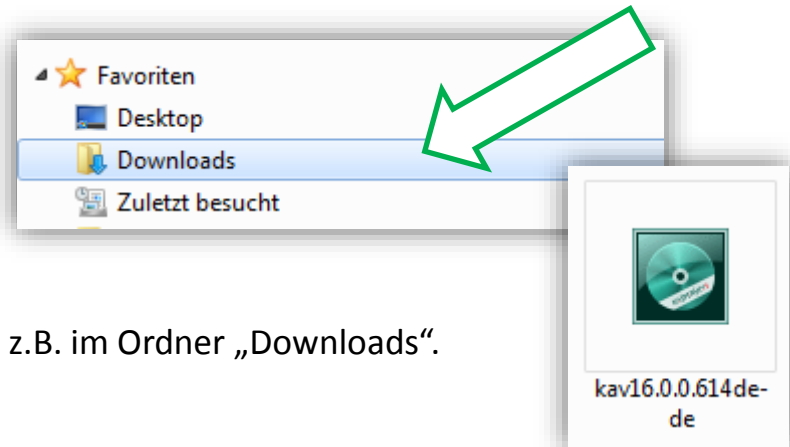 Favoriten
Desktop
Downloads
Zuletzt besucht
z.B. im Ordner „Downloads“.
kav16.0.0.614de-
de